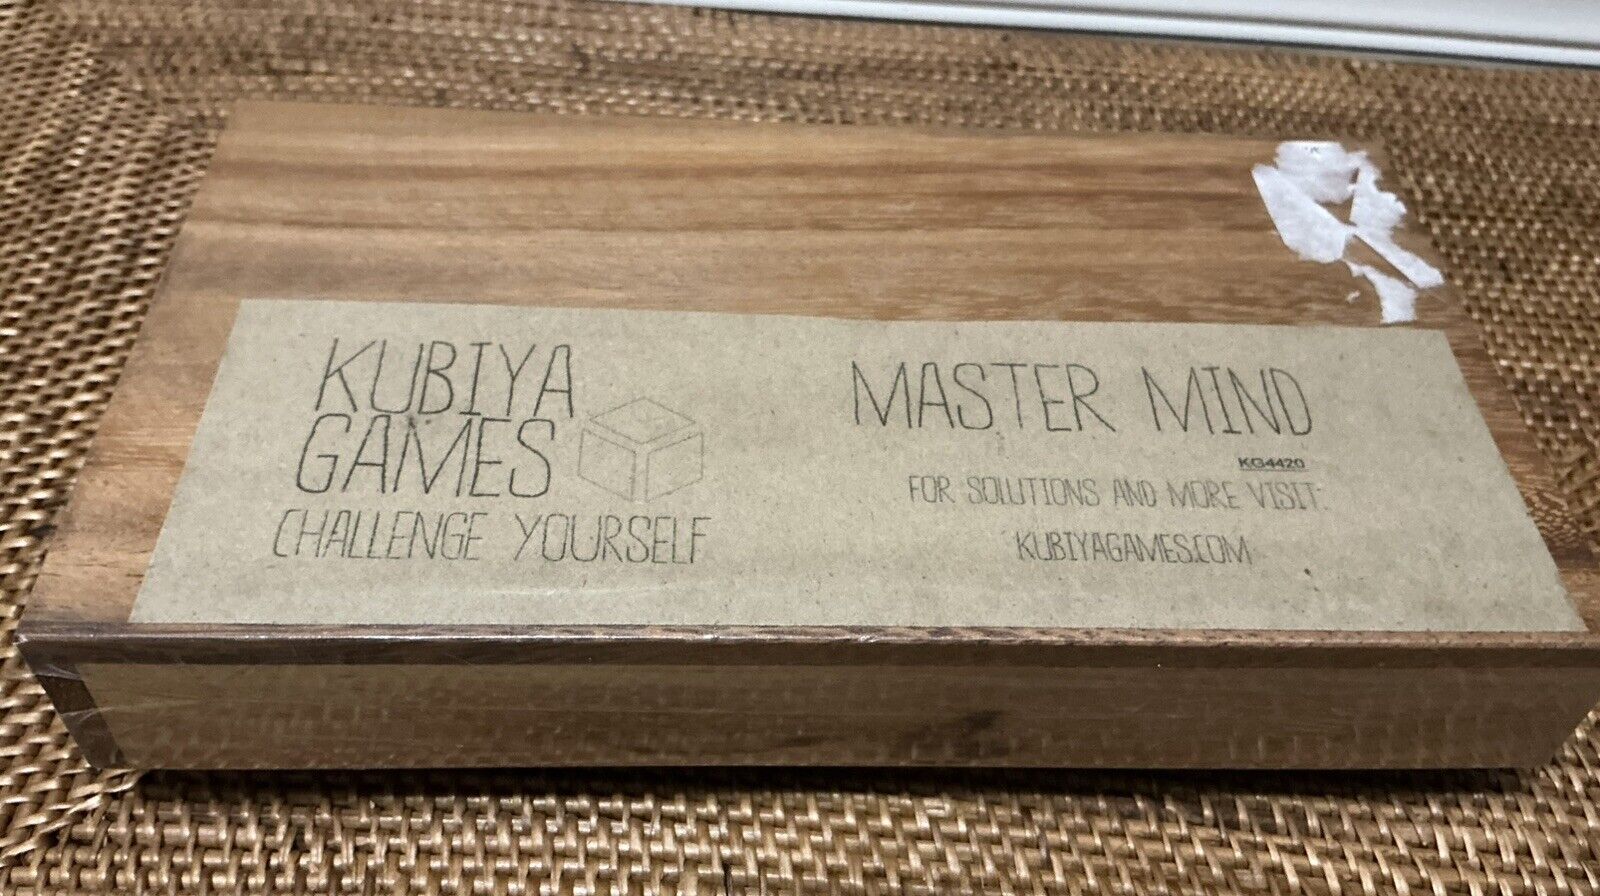 KUBIYA
GAMES
CHALLENGE YOURSELF
MASTER MIND
KG4420
FOR SOLUTIONS AND MORE VISIT:
KUBIYAGAMES.COM